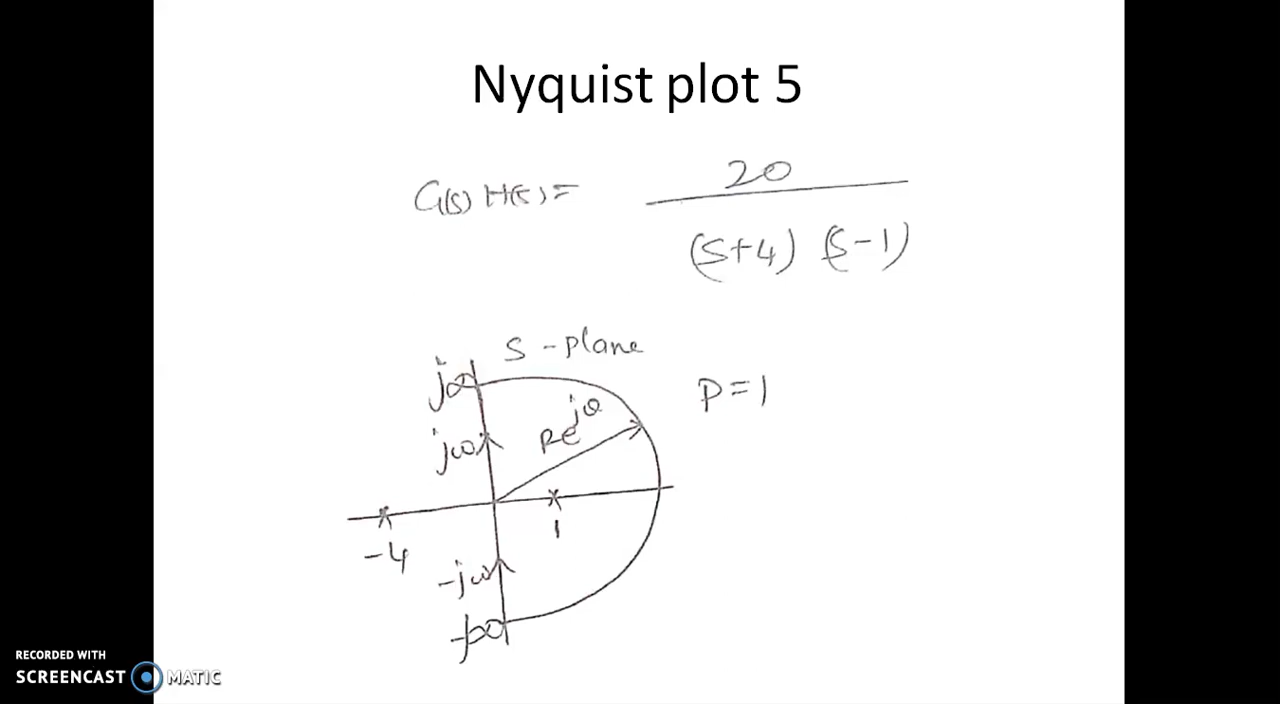 Nyquist plot 5
G(s) H(s) =
20
(s+4) (s-1)
s - plane
j∞
P = 1
Re^jθ
jω
1
-4
-jω
-j∞
RECORDED WITH
SCREENCAST MATIC